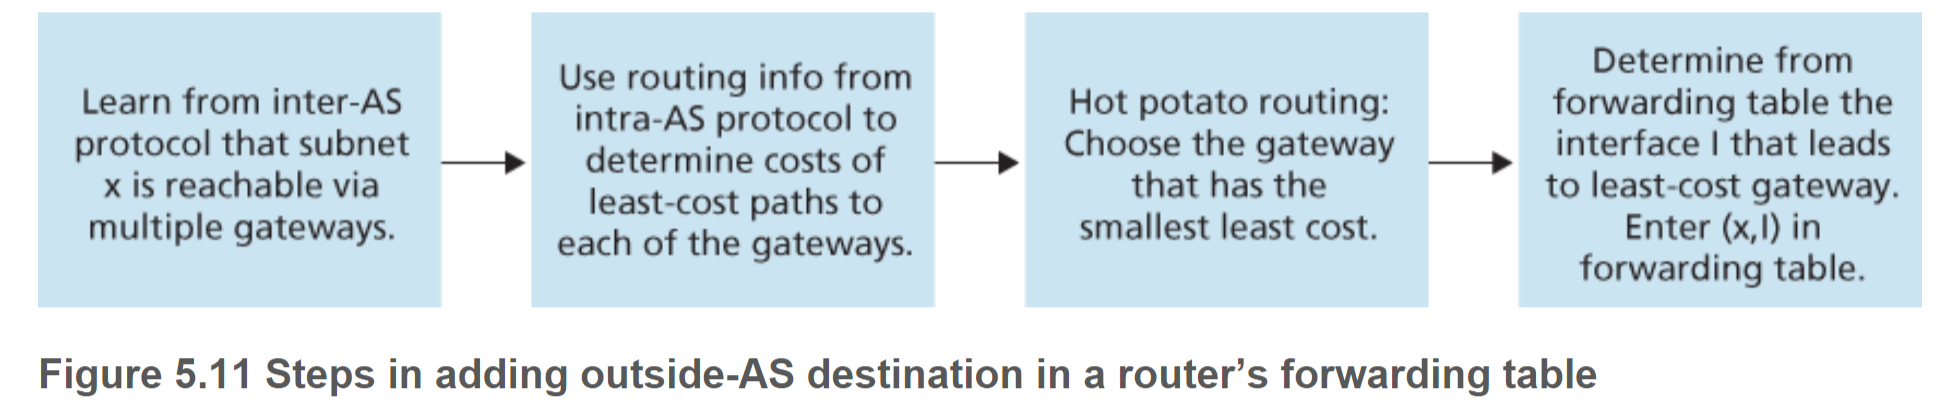 Learn from inter-AS
protocol that subnet
x is reachable via
multiple gateways.
Use routing info from
intra-AS protocol to
determine costs of
least-cost paths to
each of the gateways.
Hot potato routing:
Choose the gateway
that has the
smallest least cost.
Determine from
forwarding table the
interface I that leads
to least-cost gateway.
Enter (x,I) in
forwarding table.
Figure 5.11 Steps in adding outside-AS destination in a router’s forwarding table